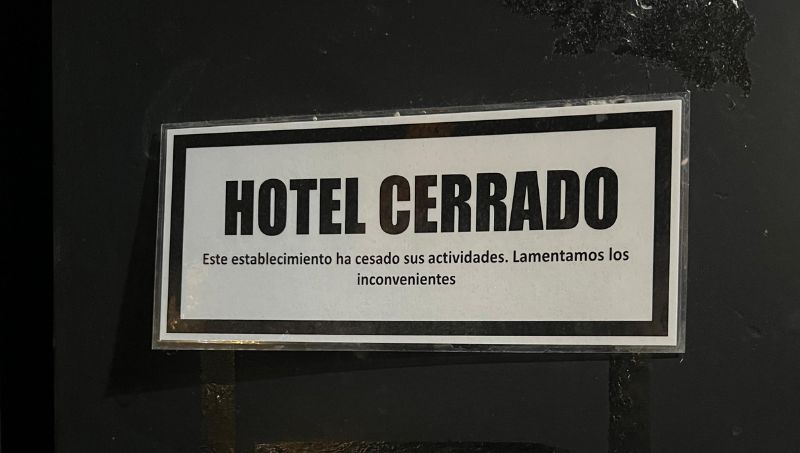 HOTEL CERRADO
Este establecimiento ha cesado sus actividades. Lamentamos los
inconvenientes